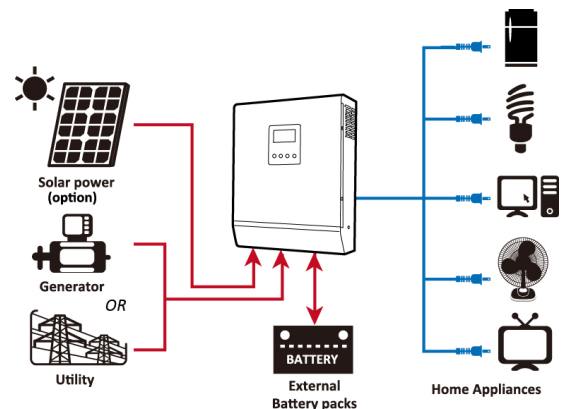 Solar power
(option)
Generator
OR
Utility
BATTERY
External
Battery packs
Home Appliances